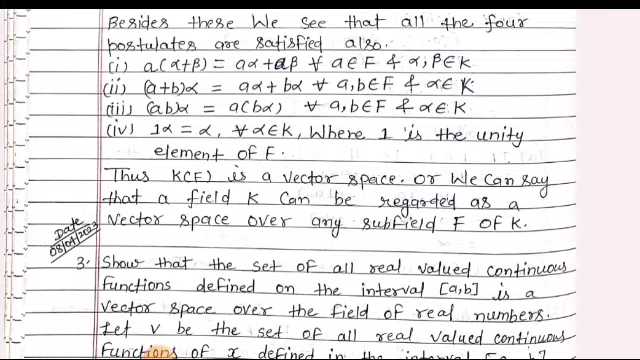 Besides these We see that all the four
postulates are satisfied also.
(i) a(α+β) = aα + aβ ∀ a∈F & α, β∈K
(ii) (a+b)α = aα + bα ∀ a,b∈F & α∈K
(iii) (ab)α = a(bα) ∀ a,b∈F & α∈K
(iv) 1α = α, ∀ α∈K, Where 1 is the unity
element of F.
Thus K(F) is a vector space. Or We can say
that a field K can be regarded as a
vector space over any subfield F of K.
Date
08/04/2023
3. Show that the set of all real valued continuous
functions defined on the interval [a,b] is a
vector space over the field of real numbers.
Let V be the set of all real valued continuous
functions of x defined in the interval